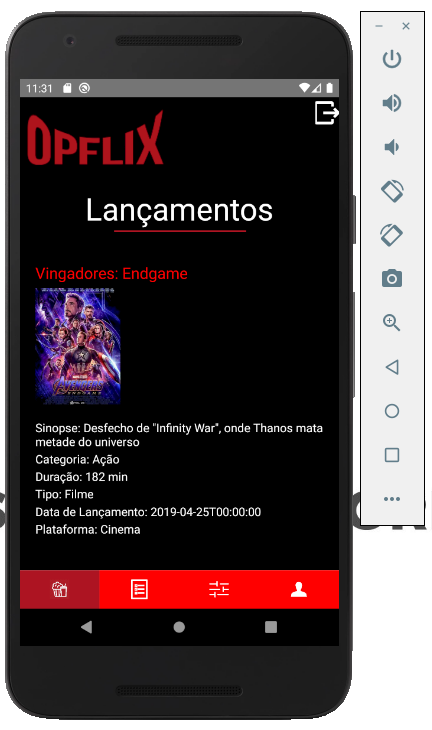 11:31
OPFLIX
Lançamentos
Vingadores: Endgame
AVENGERS
Sinopse: Desfecho de "Infinity War", onde Thanos mata
metade do universo
Categoria: Ação
Duração: 182 min
Tipo: Filme
Data de Lançamento: 2019-04-25T00:00:00
Plataforma: Cinema